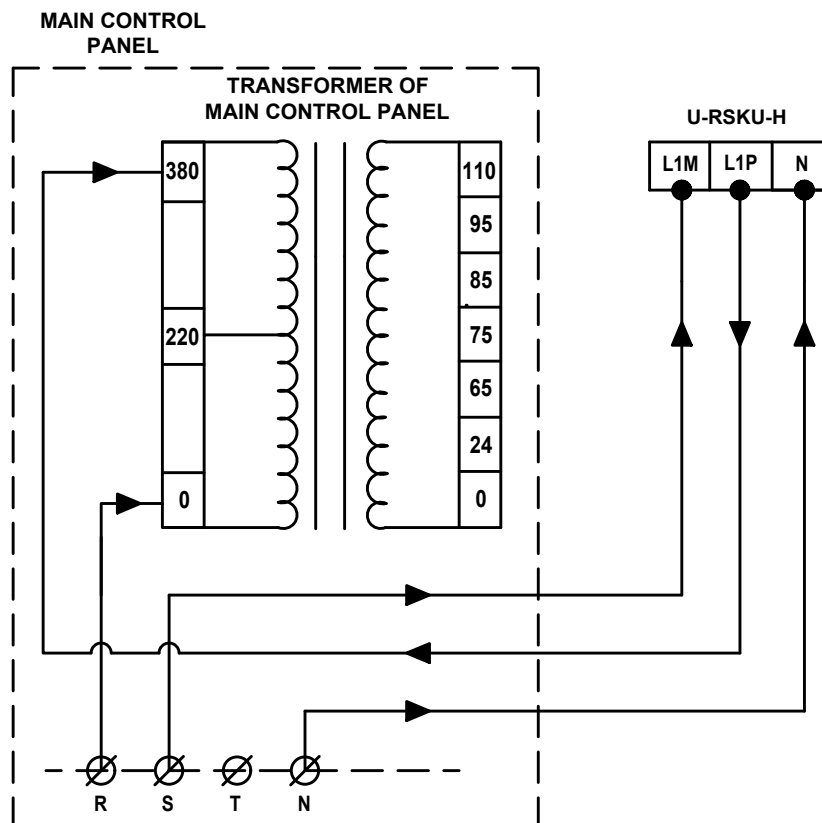 MAIN CONTROL
PANEL
TRANSFORMER OF
MAIN CONTROL PANEL
U-RSKU-H
L1M L1P N
380
220
0
110
95
85
75
65
24
0
R S T N